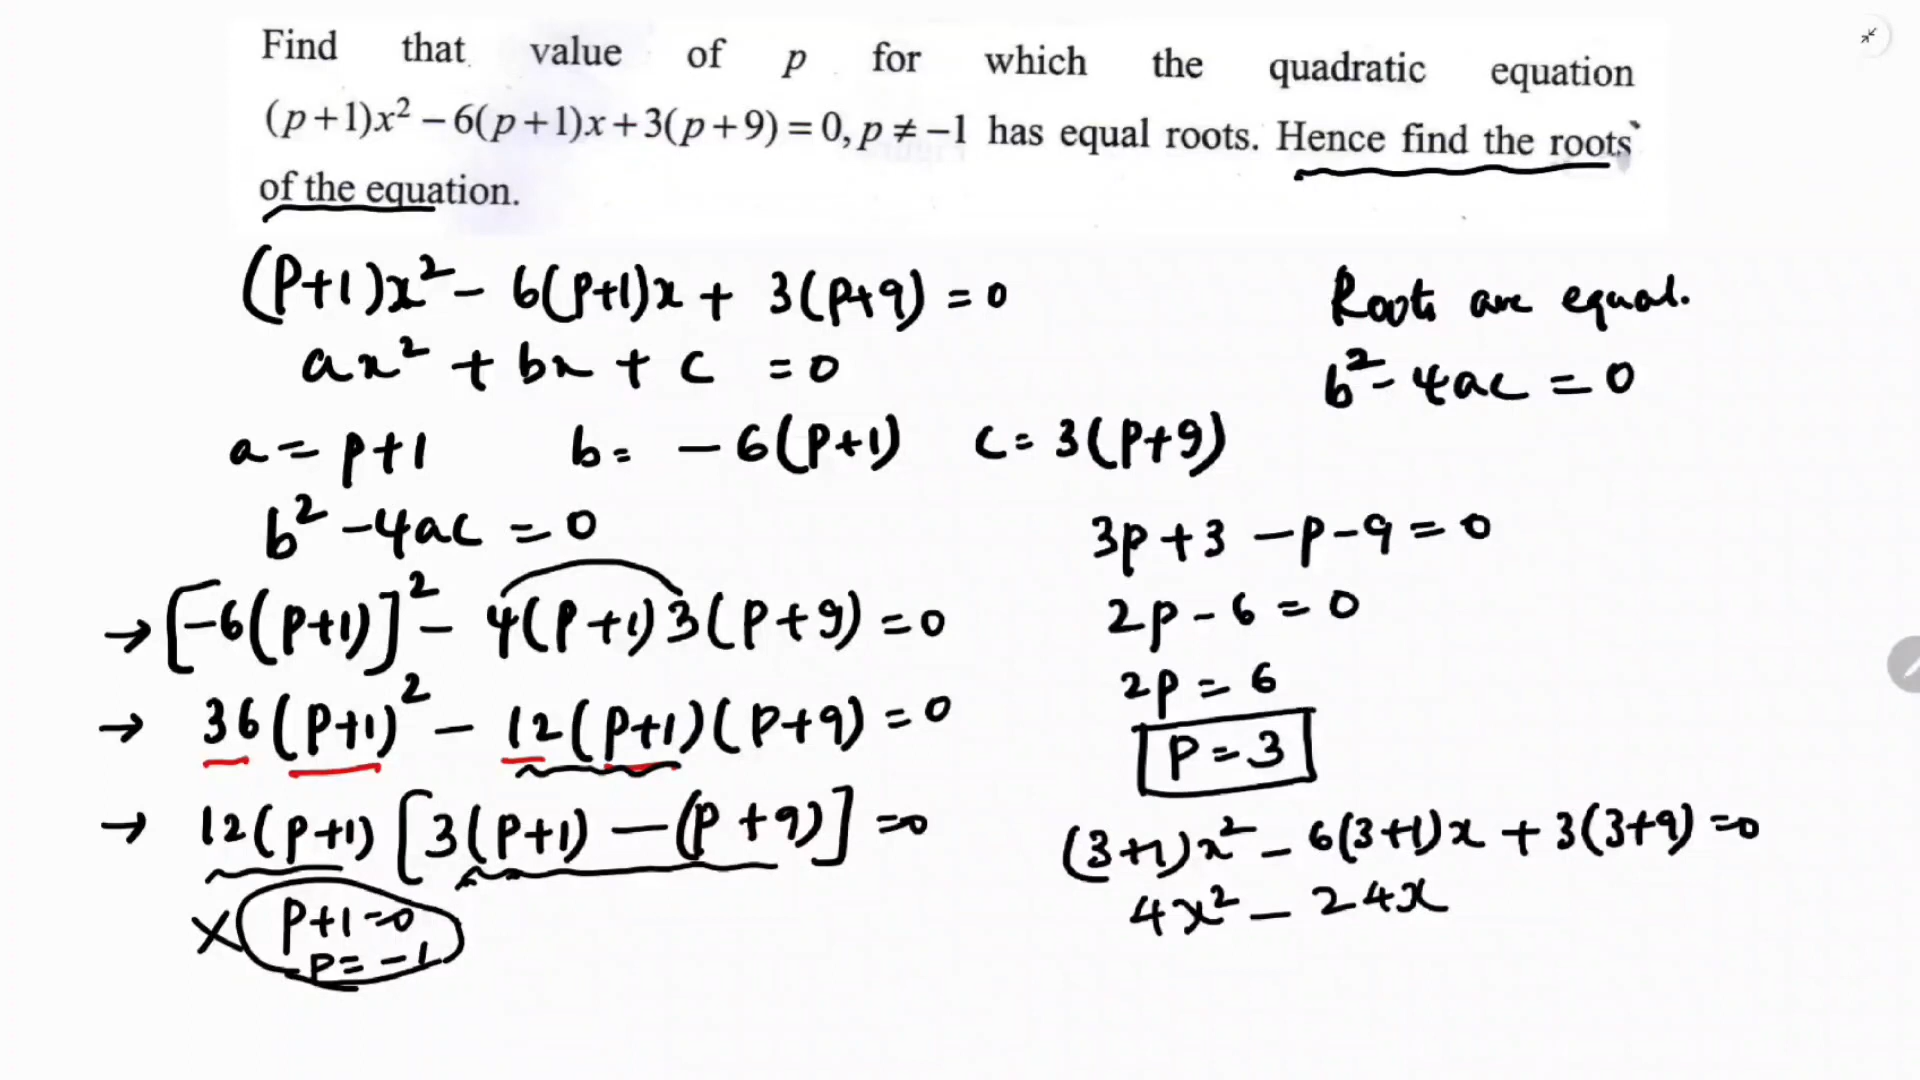 Find that value of p for which the quadratic equation
(p+1)x² − 6(p+1)x + 3(p+9) = 0, p ≠ −1 has equal roots. Hence find the roots
of the equation.
(P+1)x² − 6(P+1)x + 3(P+9) = 0
ax² + bx + c = 0
a = p+1 b = −6(P+1) c = 3(P+9)
b² − 4ac = 0
→ [−6(P+1)]² − 4(P+1)3(P+9) = 0
→ 36(P+1)² − 12(P+1)(P+9) = 0
→ 12(P+1) [3(P+1) − (P+9)] = 0
× P+1 = 0
P = −1
Roots are equal.
b² − 4ac = 0
3p + 3 − p − 9 = 0
2p − 6 = 0
2p = 6
P = 3
(3+1)x² − 6(3+1)x + 3(3+9) = 0
4x² − 24x